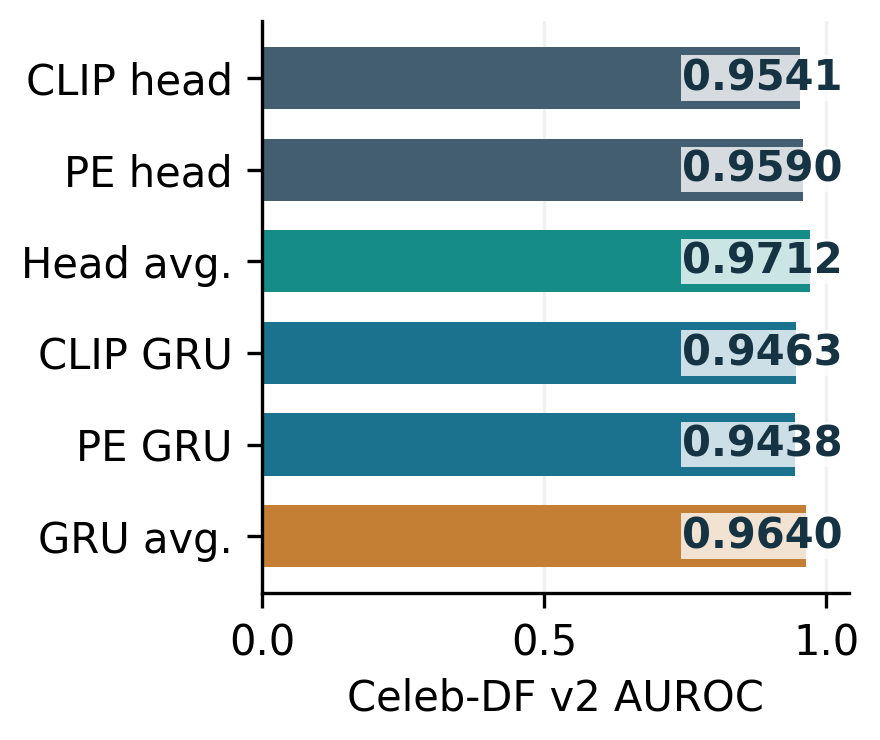 CLIP head 0.9541
PE head 0.9590
Head avg. 0.9712
CLIP GRU 0.9463
PE GRU 0.9438
GRU avg. 0.9640
0.0 0.5 1.0
Celeb-DF v2 AUROC